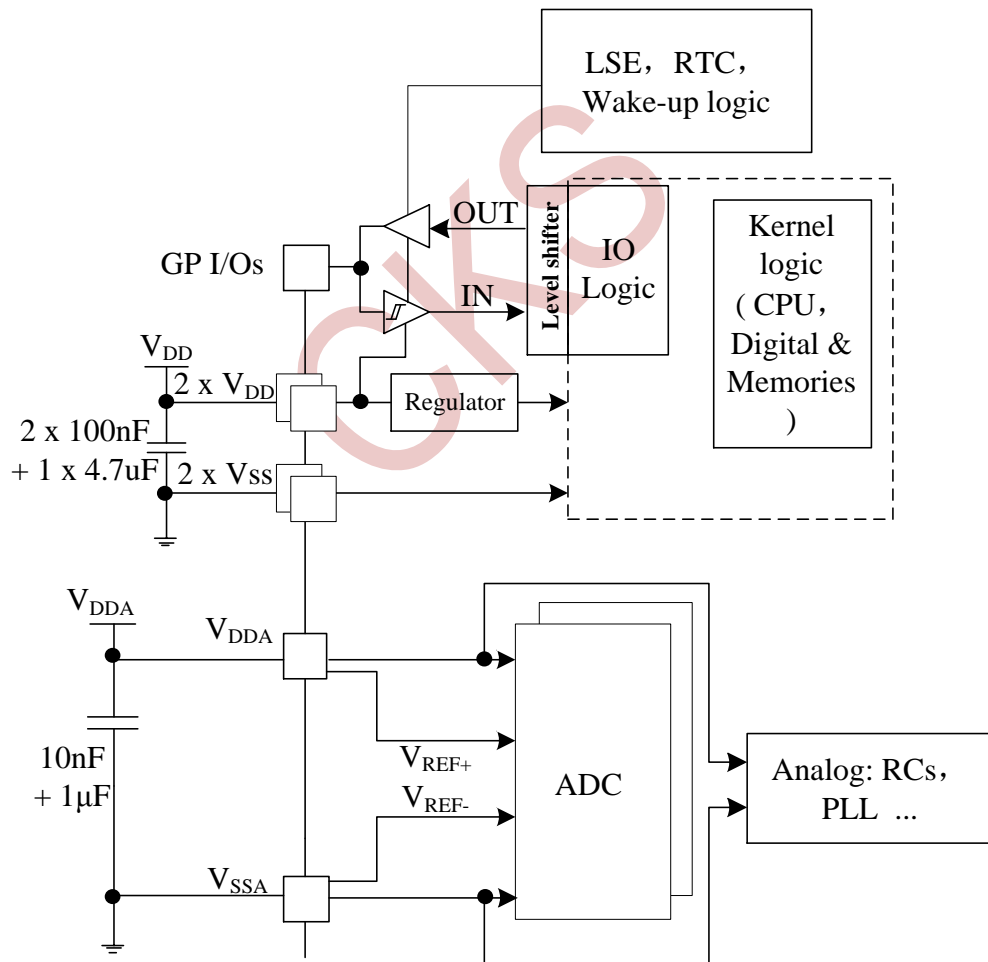 LSE，RTC，
Wake-up logic
OUT
Level shifter
IO
Logic
Kernel
logic
( CPU，
Digital &
Memories
)
GP I/Os
IN
VDD
2 x VDD
Regulator
2 x 100nF
+ 1 x 4.7uF
2 x VSS
CKS
VDDA
VDDA
10nF
+ 1μF
VREF+
VREF-
ADC
Analog: RCs，
PLL ...
VSSA